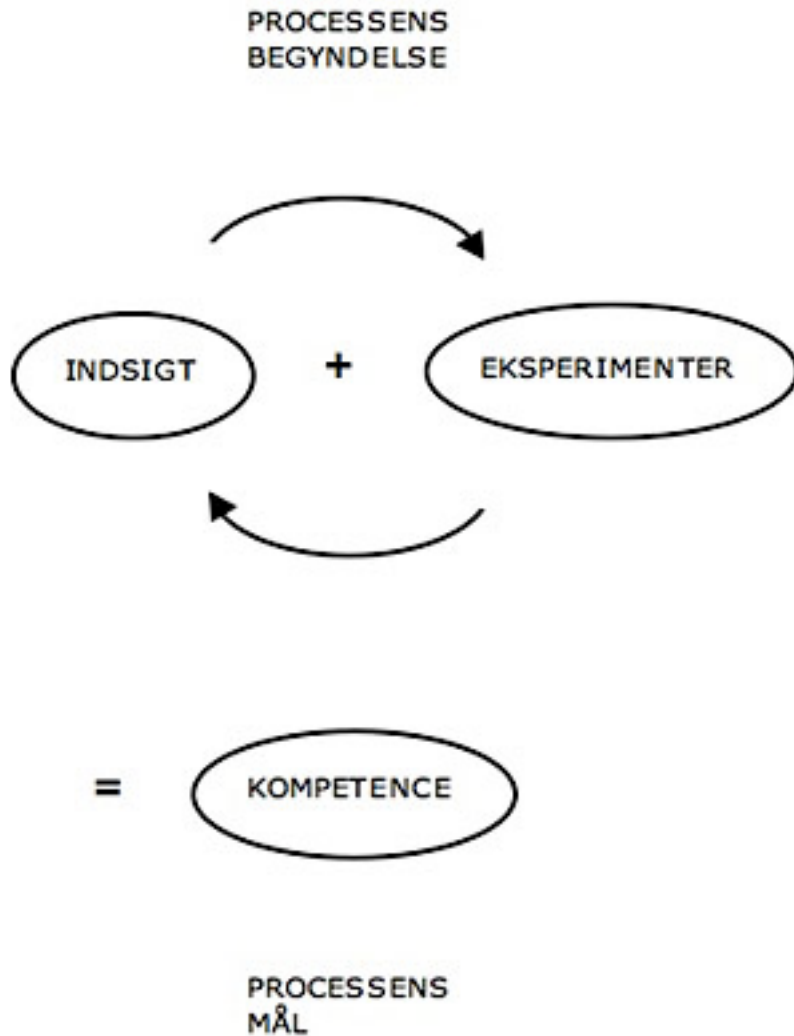 PROCESSENS
BEGYNDELSE
INDSIGT + EKSPERIMENTER
= KOMPETENCE
PROCESSENS
MÅL